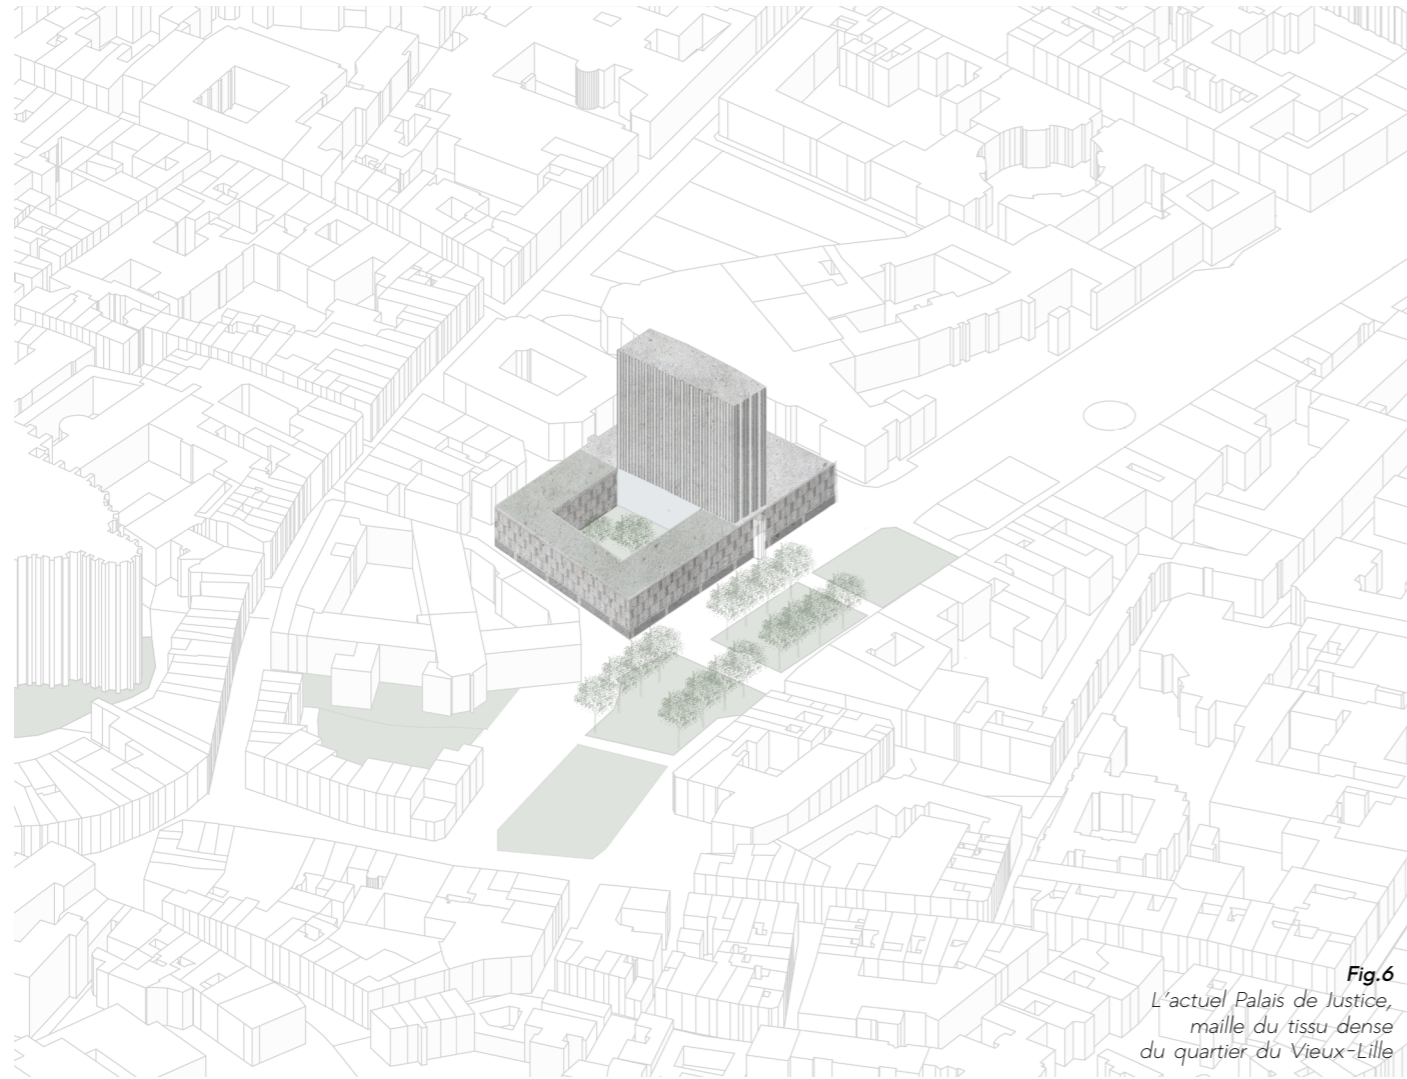 Fig.6
L'actuel Palais de Justice,
maille du tissu dense
du quartier du Vieux-Lille